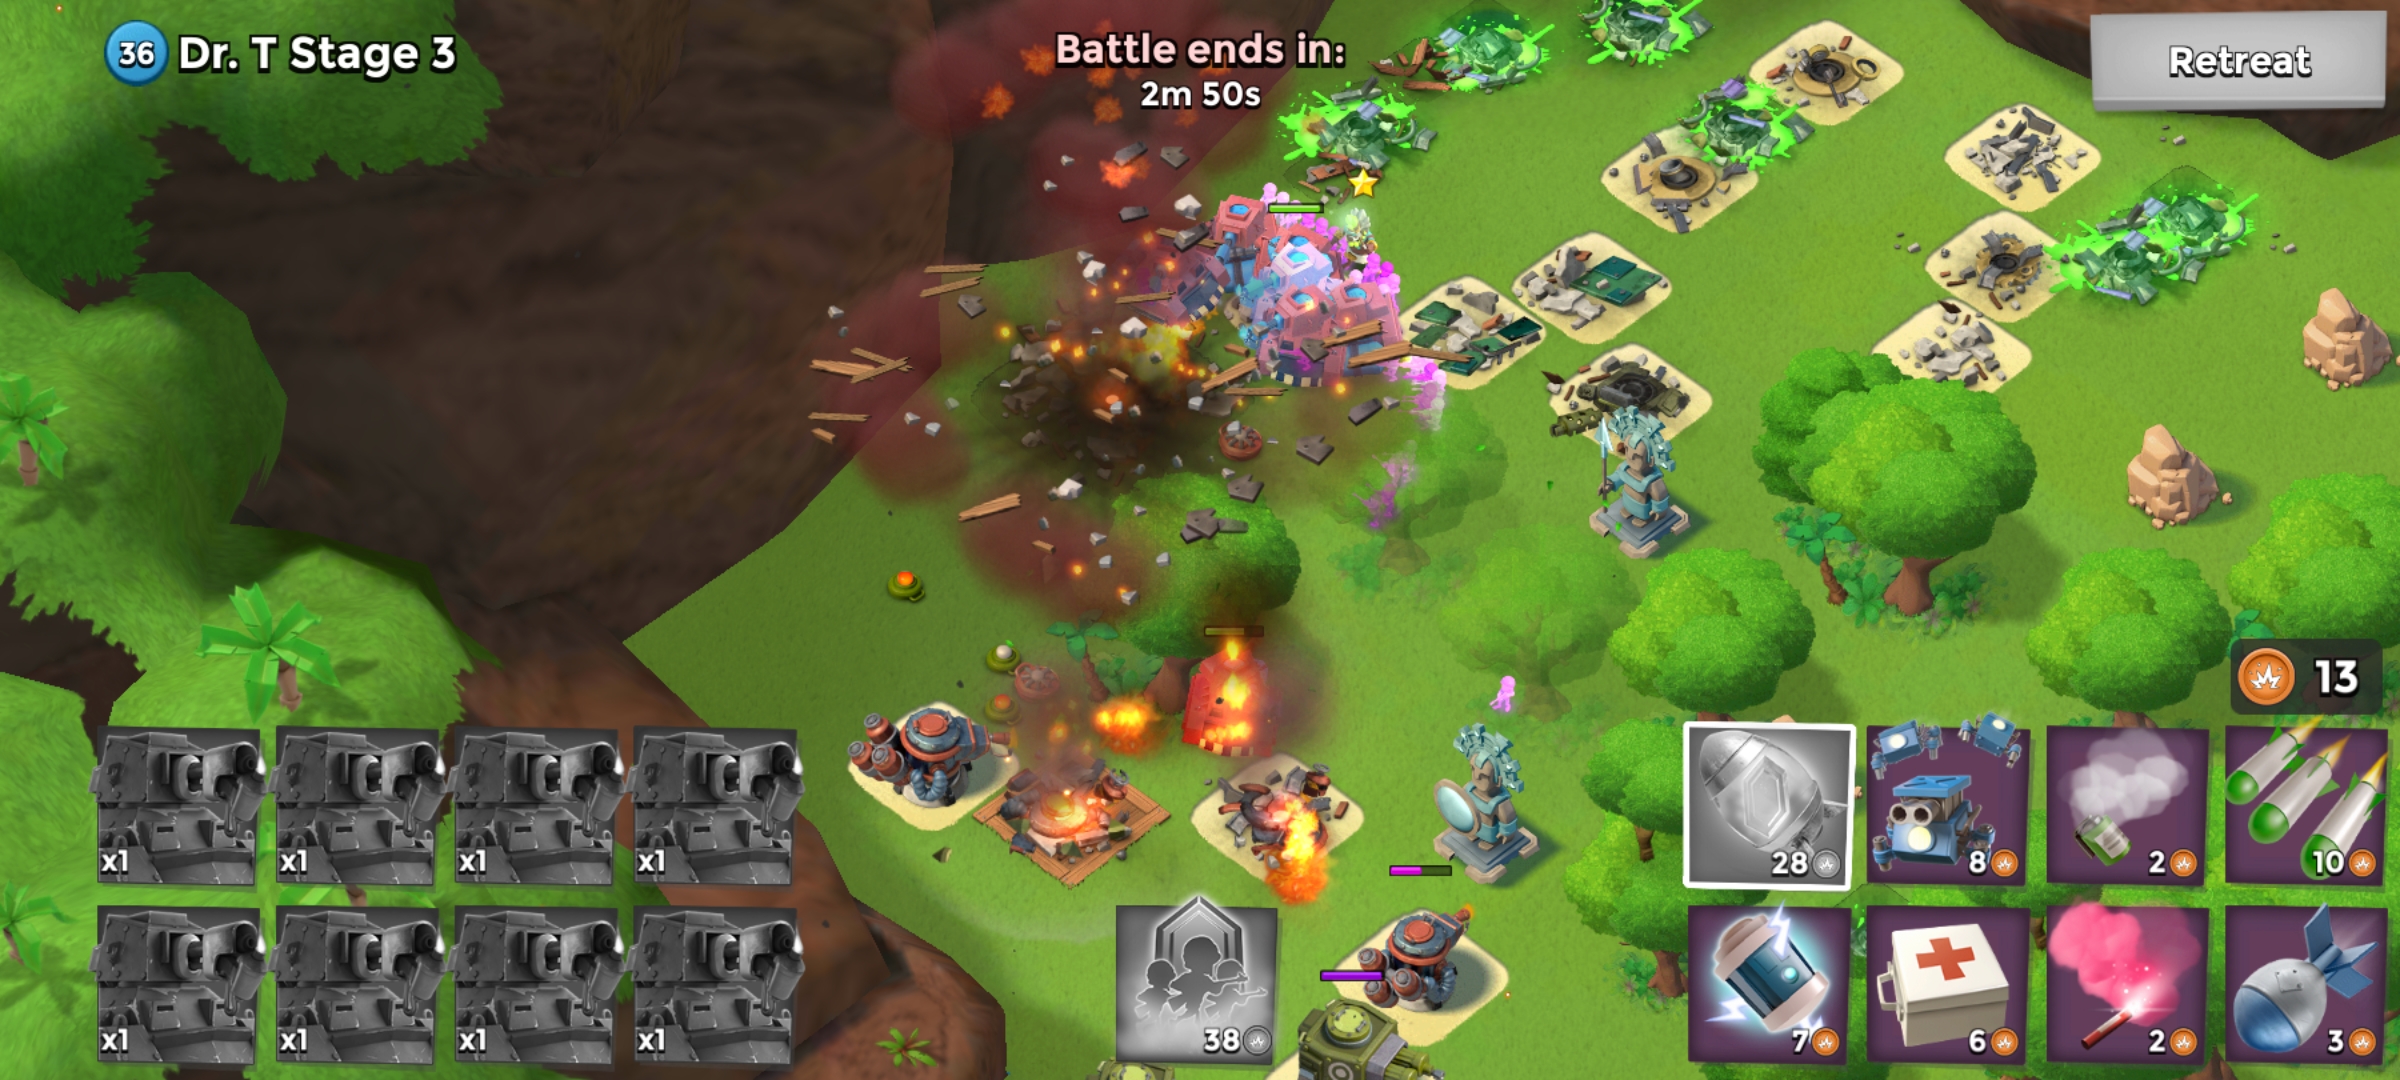 36 Dr. T Stage 3
Battle ends in:
2m 50s
Retreat
13
x1 x1 x1 x1
28 8 2 10
x1 x1 x1 x1
38
7 6 2 3